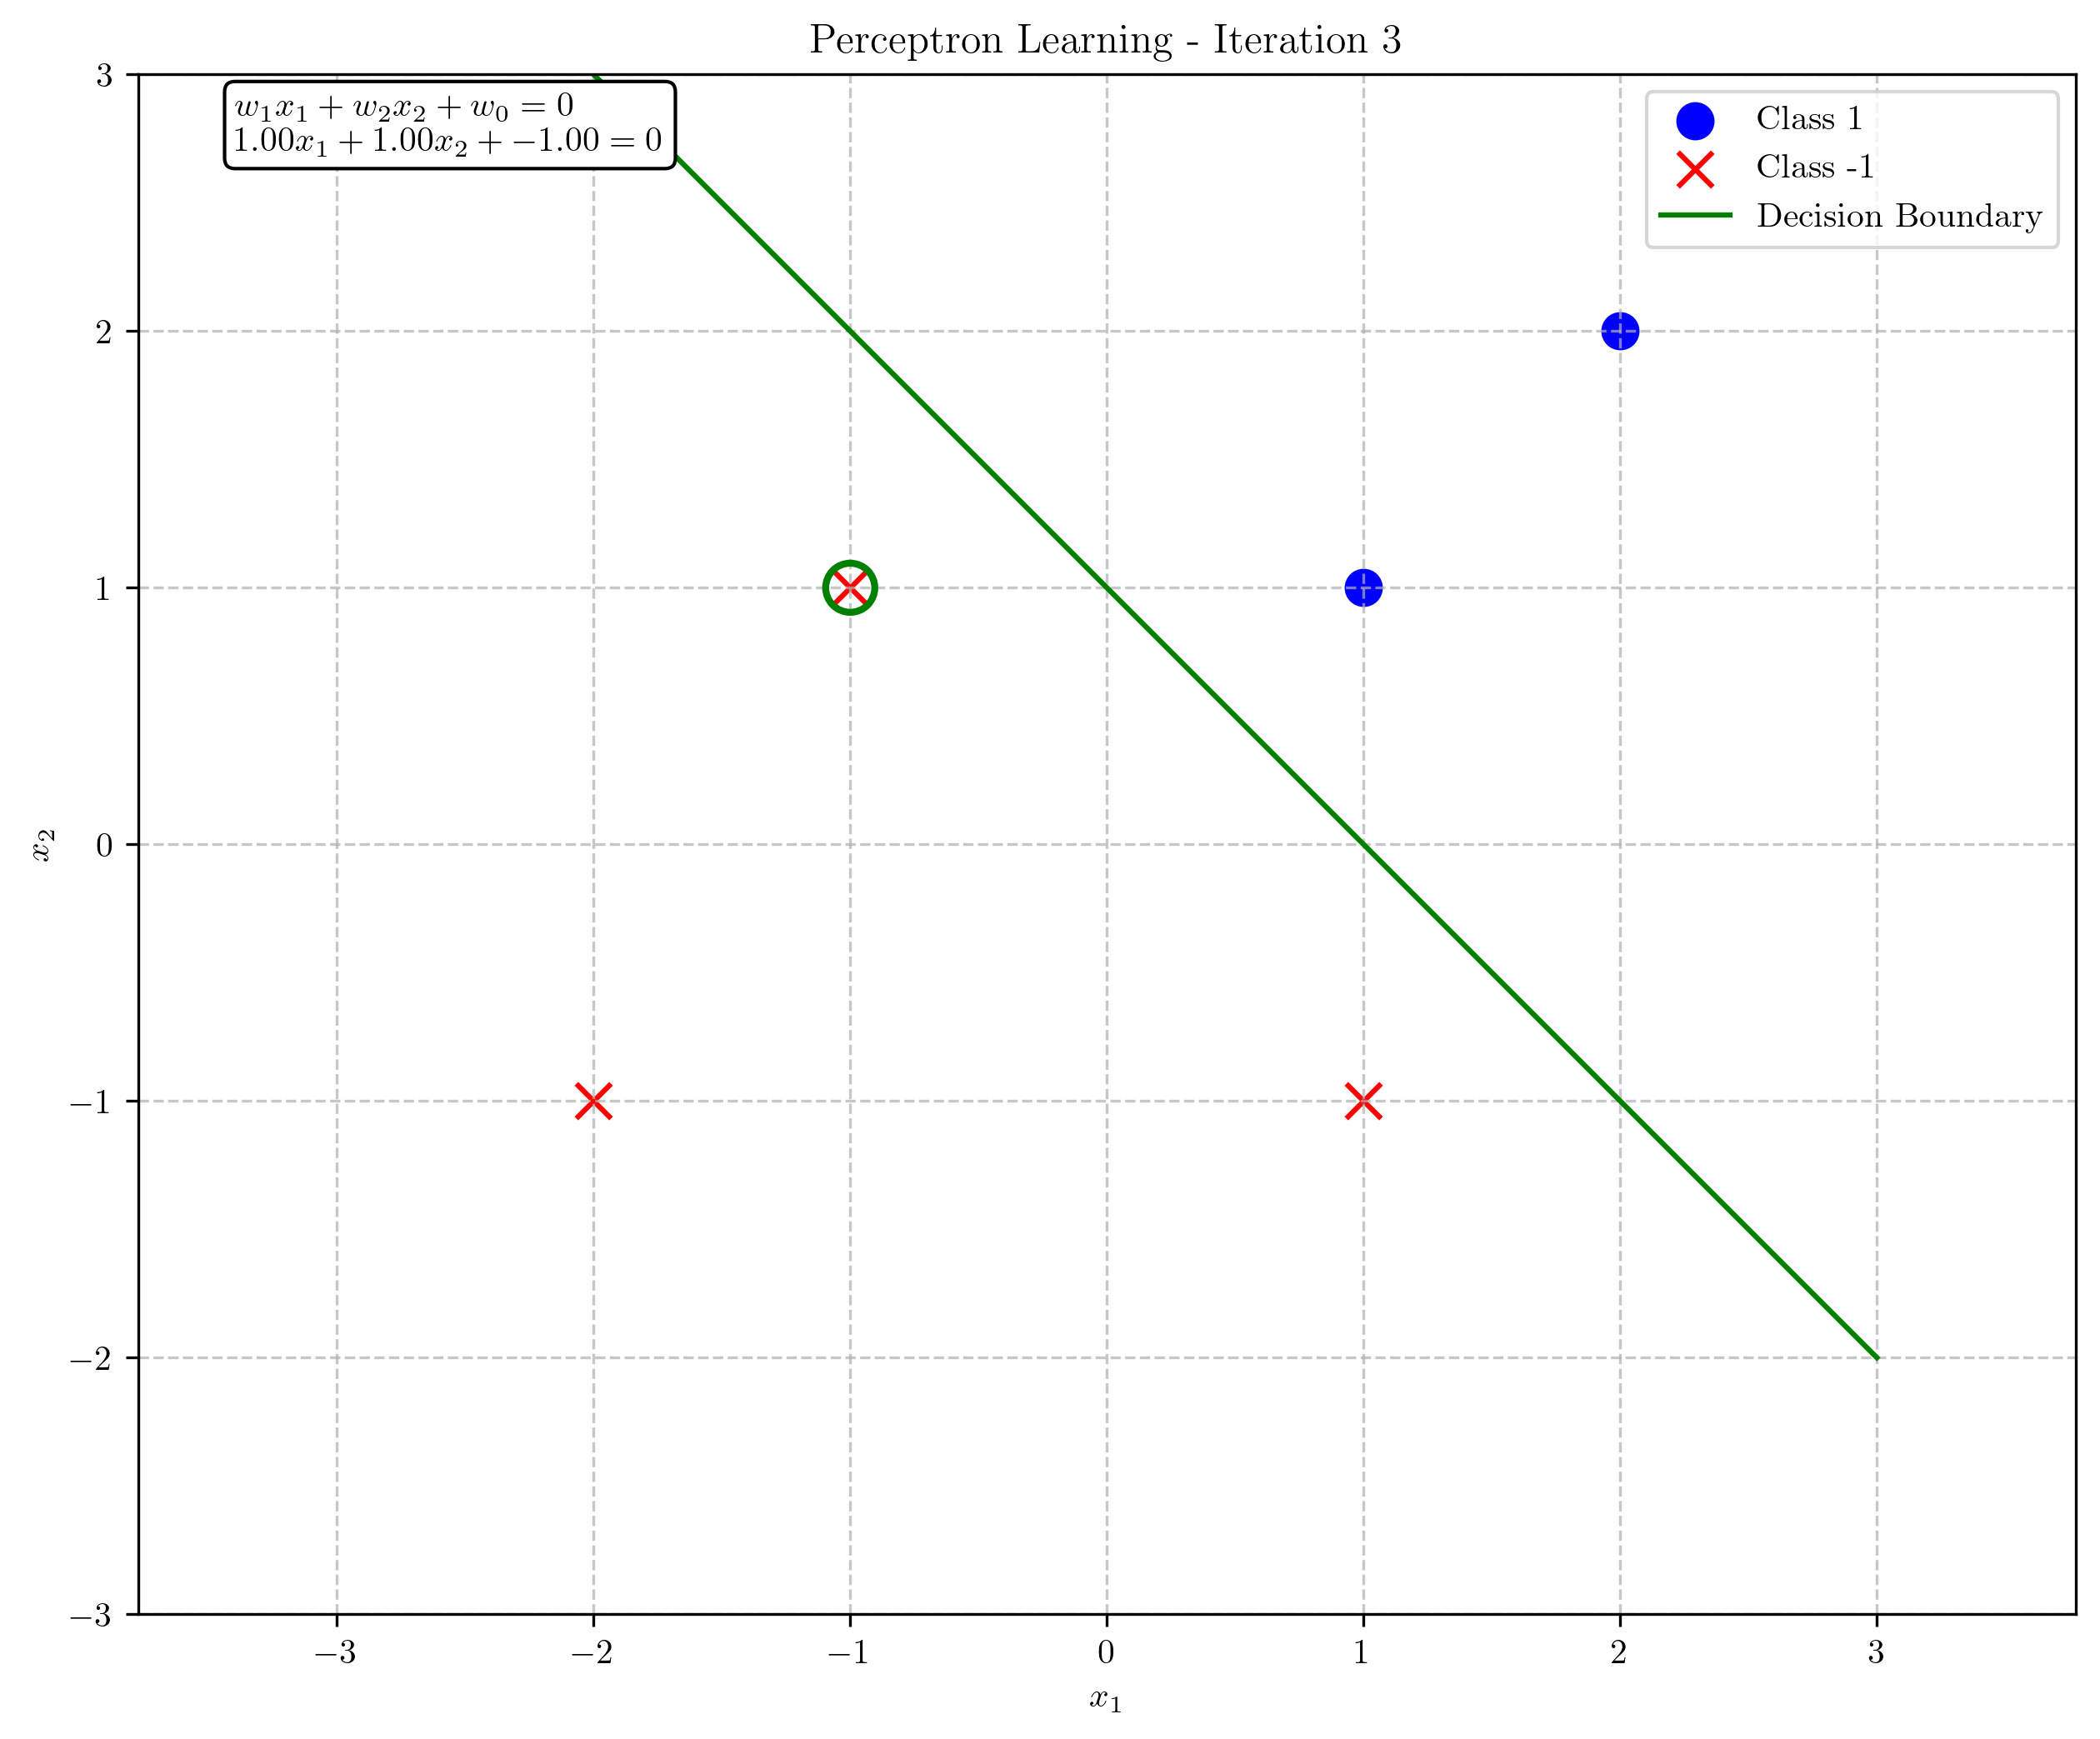 Perceptron Learning - Iteration 3
w₁x₁ + w₂x₂ + w₀ = 0
1.00x₁ + 1.00x₂ + −1.00 = 0
Class 1
Class -1
Decision Boundary
3
2
1
0
−1
−2
−3
x₂
−3
−2
−1
0
1
2
3
x₁